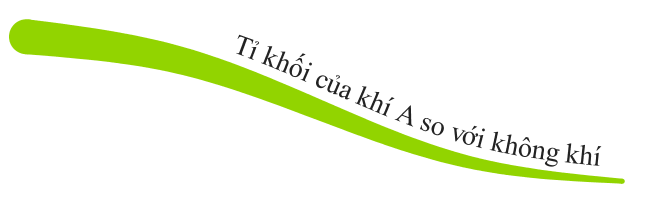 Tỉ khối của khí A so với không khí